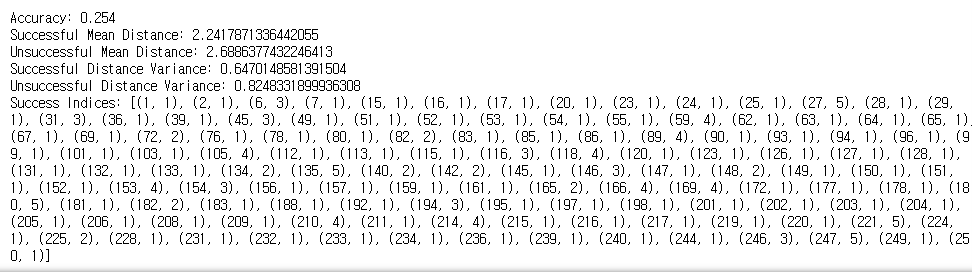 Accuracy: 0.254
Successful Mean Distance: 2.2417871336442055
Unsuccessful Mean Distance: 2.6886377432246413
Successful Distance Variance: 0.6470148581391504
Unsuccessful Distance Variance: 0.8248331899936308
Success Indices: [(1, 1), (2, 1), (6, 3), (7, 1), (15, 1), (16, 1), (17, 1), (20, 1), (23, 1), (24, 1), (25, 1), (27, 5), (28, 1), (29,
1), (31, 3), (36, 1), (39, 1), (45, 3), (49, 1), (51, 1), (52, 1), (53, 1), (54, 1), (55, 1), (59, 4), (62, 1), (63, 1), (64, 1), (65, 1),
(67, 1), (69, 1), (72, 2), (76, 1), (78, 1), (80, 1), (82, 2), (83, 1), (85, 1), (86, 1), (89, 4), (90, 1), (93, 1), (94, 1), (96, 1), (9
9, 1), (101, 1), (103, 1), (105, 4), (112, 1), (113, 1), (115, 1), (116, 3), (118, 4), (120, 1), (123, 1), (126, 1), (127, 1), (128, 1),
(131, 1), (132, 1), (133, 1), (134, 2), (135, 5), (140, 2), (142, 2), (145, 1), (146, 3), (147, 1), (148, 2), (149, 1), (150, 1), (151,
1), (152, 1), (153, 4), (154, 3), (156, 1), (157, 1), (159, 1), (161, 1), (165, 2), (166, 4), (169, 4), (172, 1), (177, 1), (178, 1), (18
0, 5), (181, 1), (182, 2), (183, 1), (188, 1), (192, 1), (194, 3), (195, 1), (197, 1), (198, 1), (201, 1), (202, 1), (203, 1), (204, 1),
(205, 1), (206, 1), (208, 1), (209, 1), (210, 4), (211, 1), (214, 4), (215, 1), (216, 1), (217, 1), (219, 1), (220, 1), (221, 5), (224,
1), (225, 2), (228, 1), (231, 1), (232, 1), (233, 1), (234, 1), (236, 1), (239, 1), (240, 1), (244, 1), (246, 3), (247, 5), (249, 1), (25
0, 1)]